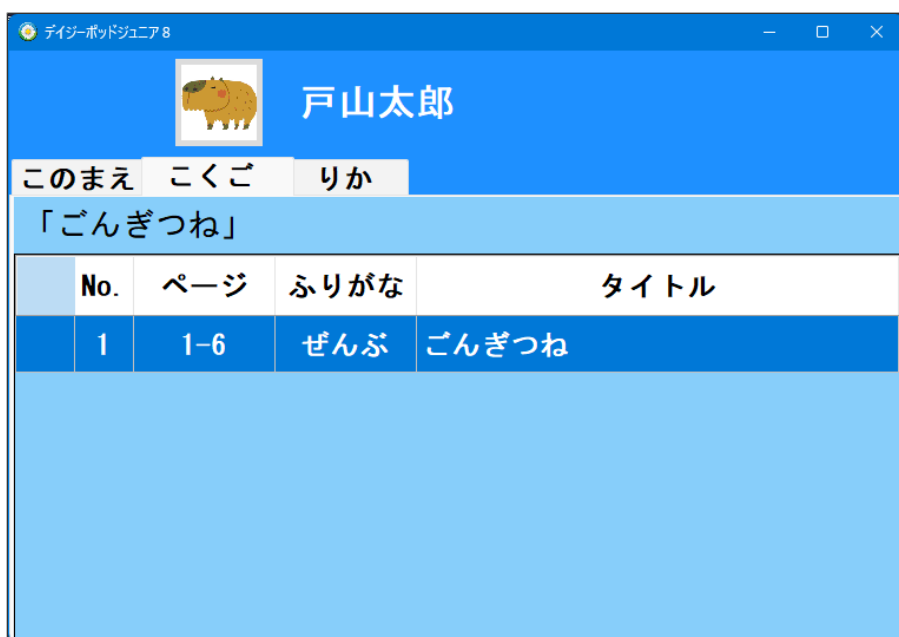 デイジーポッドジュニア8
戸山太郎
このまえ こくご りか
「ごんぎつね」
No. ページ ふりがな タイトル
1 1-6 ぜんぶ ごんぎつね